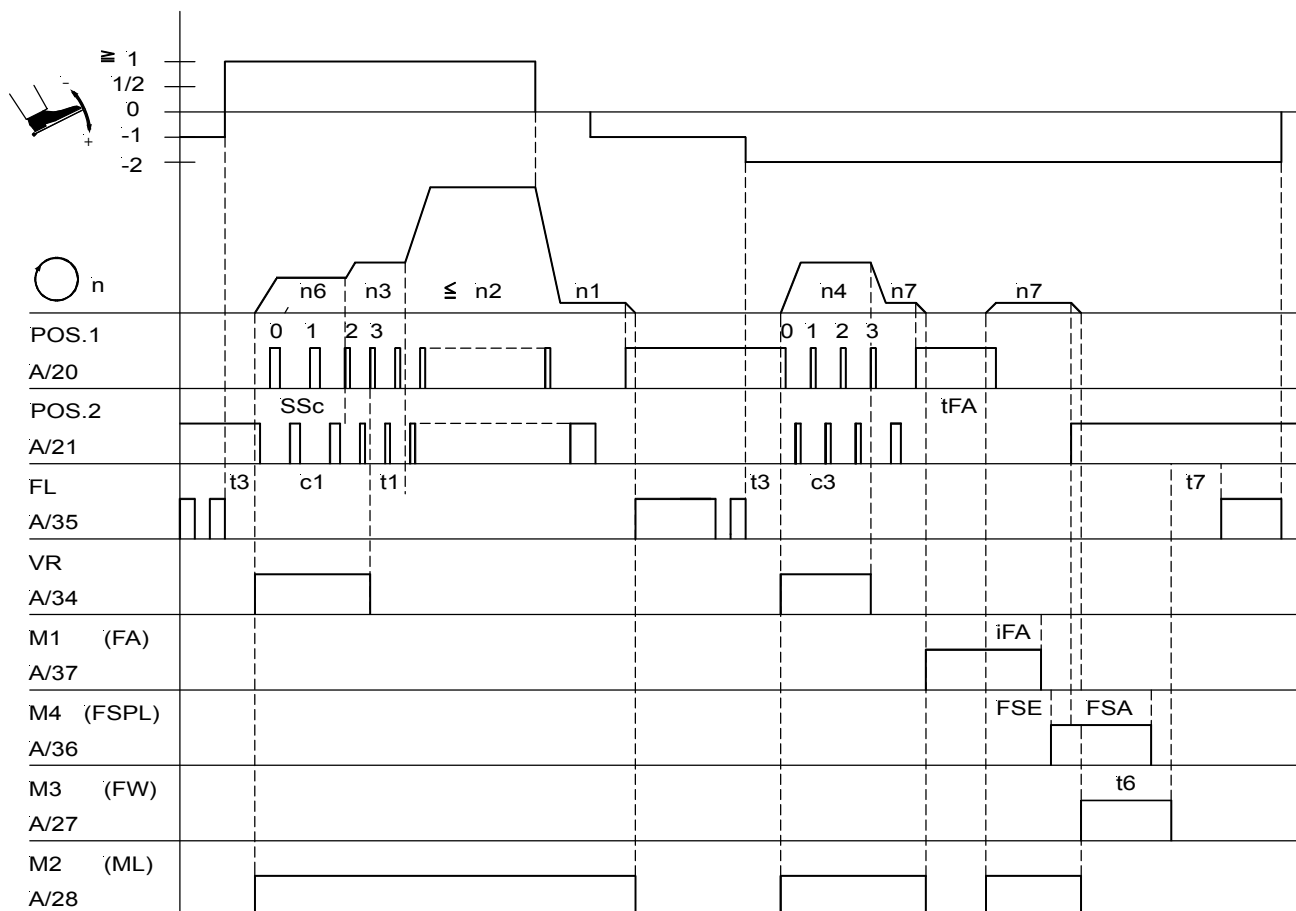 ≧ 1
1/2
0
-1
-2
-
+
n
n6 n3 ≦ n2 n1 n4 n7 n7
POS.1 0 1 2 3 0 1 2 3
A/20
POS.2 SSc tFA
A/21
FL t3 c1 t1 t3 c3 t7
A/35
VR
A/34
M1 (FA) iFA
A/37
M4 (FSPL) FSE FSA
A/36
M3 (FW) t6
A/27
M2 (ML)
A/28